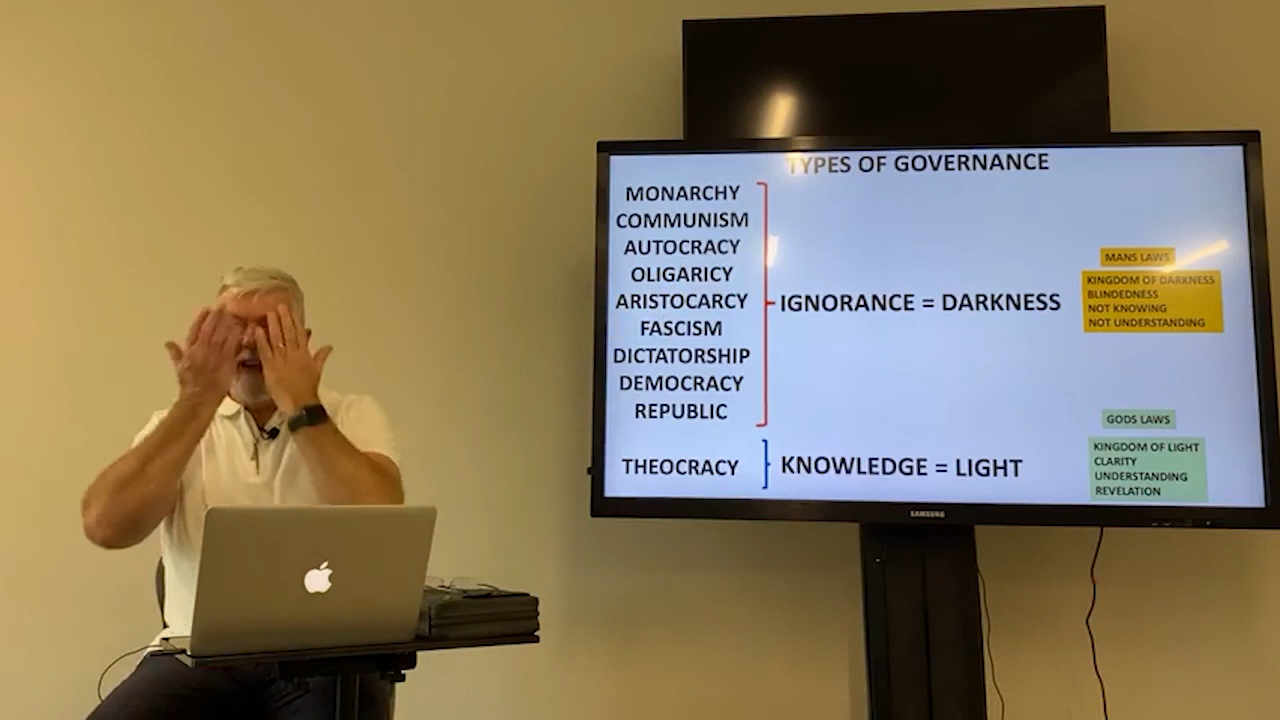 TYPES OF GOVERNANCE
MONARCHY
COMMUNISM
AUTOCRACY
OLIGARICY
ARISTOCARCY
FASCISM
DICTATORSHIP
DEMOCRACY
REPUBLIC
IGNORANCE = DARKNESS
MANS LAWS
KINGDOM OF DARKNESS
BLINDEDNESS
NOT KNOWING
NOT UNDERSTANDING
THEOCRACY
KNOWLEDGE = LIGHT
GODS LAWS
KINGDOM OF LIGHT
CLARITY
UNDERSTANDING
REVELATION
SAMSUNG